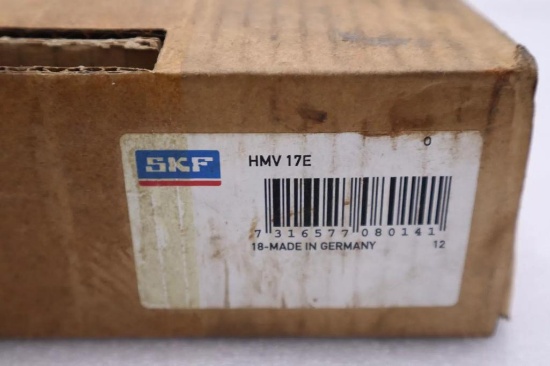 0
SKF HMV 17E
7 316577 080141
18-MADE IN GERMANY 12